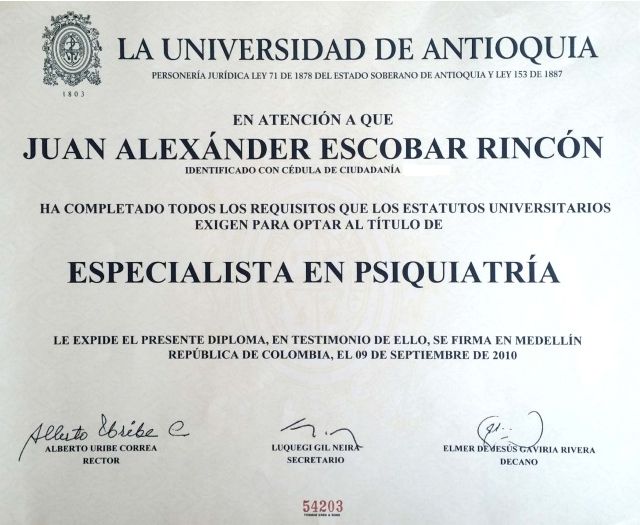 LA UNIVERSIDAD DE ANTIOQUIA
PERSONERÍA JURÍDICA LEY 71 DE 1878 DEL ESTADO SOBERANO DE ANTIOQUIA Y LEY 153 DE 1887
1803
EN ATENCIÓN A QUE
JUAN ALEXÁNDER ESCOBAR RINCÓN
IDENTIFICADO CON CÉDULA DE CIUDADANÍA
HA COMPLETADO TODOS LOS REQUISITOS QUE LOS ESTATUTOS UNIVERSITARIOS
EXIGEN PARA OPTAR AL TÍTULO DE
ESPECIALISTA EN PSIQUIATRÍA
LE EXPIDE EL PRESENTE DIPLOMA, EN TESTIMONIO DE ELLO, SE FIRMA EN MEDELLÍN
REPÚBLICA DE COLOMBIA, EL 09 DE SEPTIEMBRE DE 2010
Alberto Uribe C
ALBERTO URIBE CORREA
RECTOR
LUQUEGI GIL NEIRA
SECRETARIO
ELMER DE JESÚS GAVIRIA RIVERA
DECANO
54203